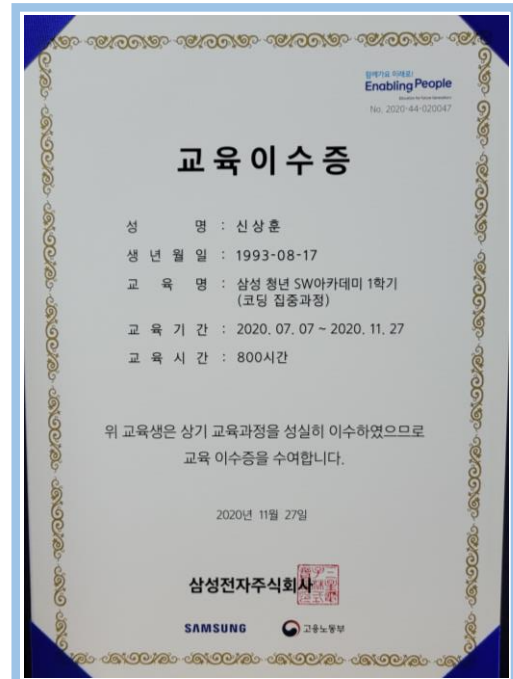 함께가요 미래로!
Enabling People
No. 2020-44-020047
교육이수증
성 명 : 신상훈
생 년 월 일 : 1993-08-17
교 육 명 : 삼성 청년 SW아카데미 1학기
(코딩 집중과정)
교 육 기 간 : 2020. 07. 07 ~ 2020. 11. 27
교 육 시 간 : 800시간
위 교육생은 상기 교육과정을 성실히 이수하였으므로
교육 이수증을 수여합니다.
2020년 11월 27일
삼성전자주식회사
SAMSUNG 고용노동부